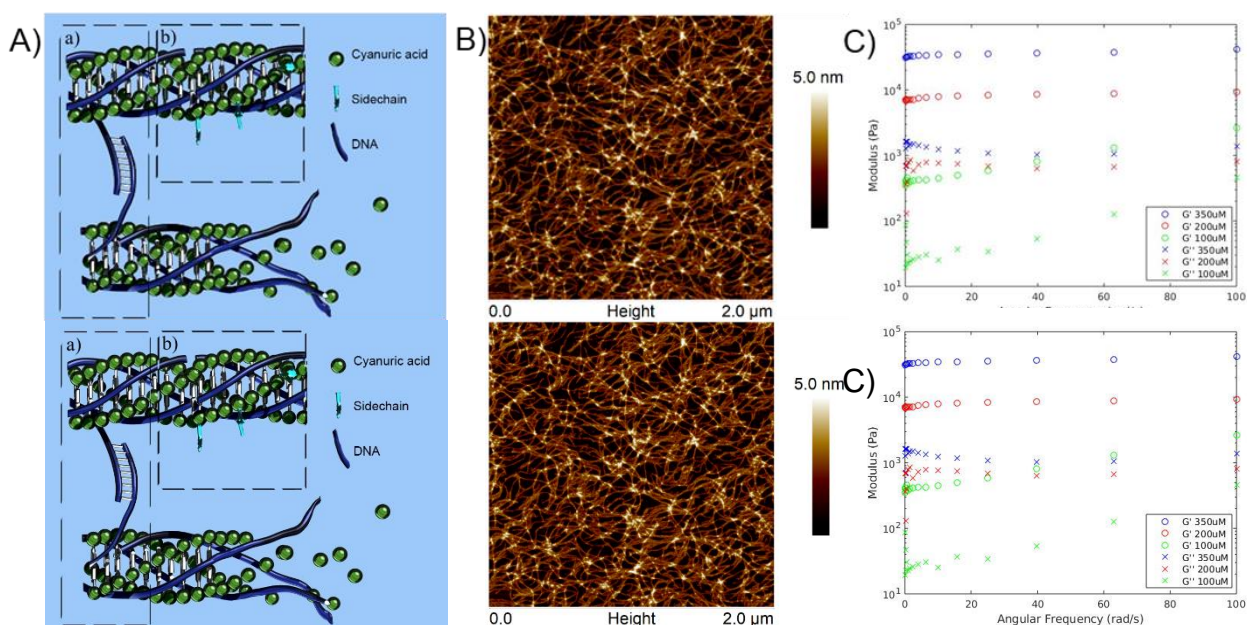 A)
a)
b)
Cyanuric acid
Sidechain
DNA
B)
5.0 nm
0.0 Height 2.0 µm
C)
10⁵
10⁴
10³
10²
10¹
Modulus (Pa)
0 20 40 60 80 100
G' 350uM
G' 200uM
G' 100uM
G'' 350uM
G'' 200uM
G'' 100uM
Angular
a)
b)
Cyanuric acid
Sidechain
DNA
5.0 nm
0.0 Height 2.0 µm
C)
10⁵
10⁴
10³
10²
10¹
Modulus (Pa)
0 20 40 60 80 100
Angular Frequency (rad/s)
G' 350uM
G' 200uM
G' 100uM
G'' 350uM
G'' 200uM
G'' 100uM